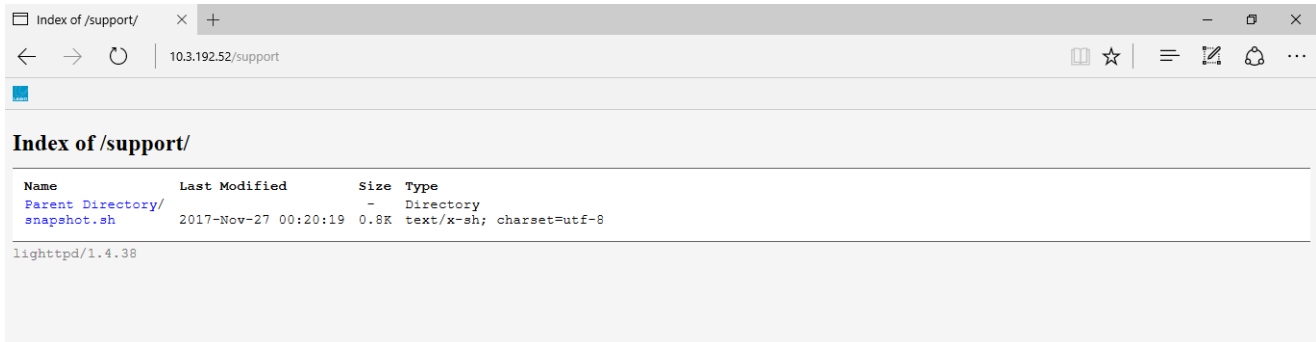 Index of /support/
10.3.192.52/support
Index of /support/
Name Last Modified Size Type
Parent Directory/ - Directory
snapshot.sh 2017-Nov-27 00:20:19 0.8K text/x-sh; charset=utf-8
lighttpd/1.4.38